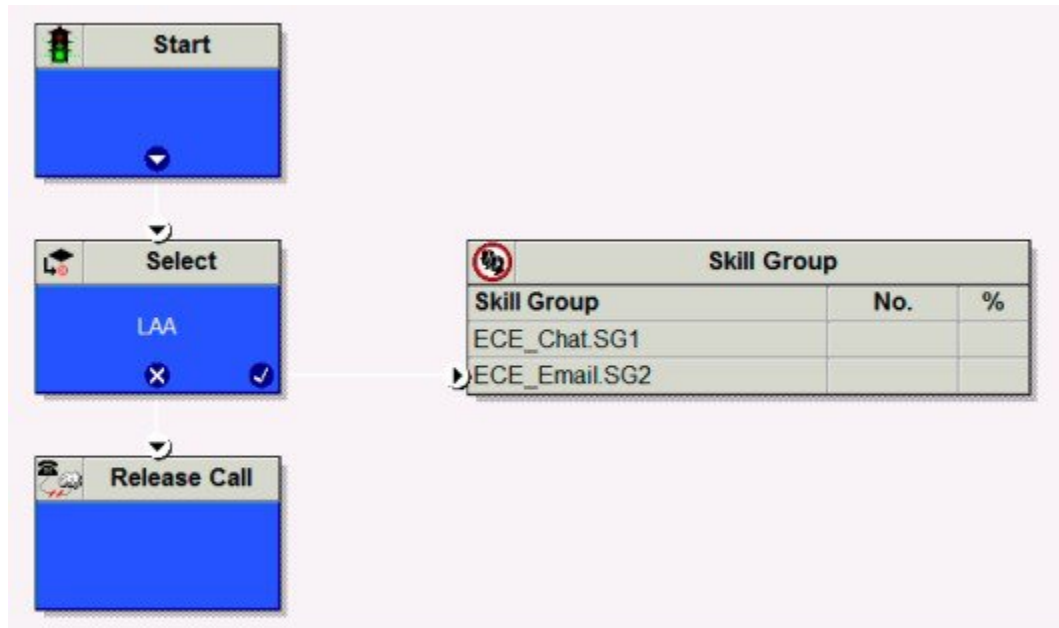 Start
Select
LAA
Release Call
Skill Group
Skill Group No. %
ECE_Chat.SG1
ECE_Email.SG2